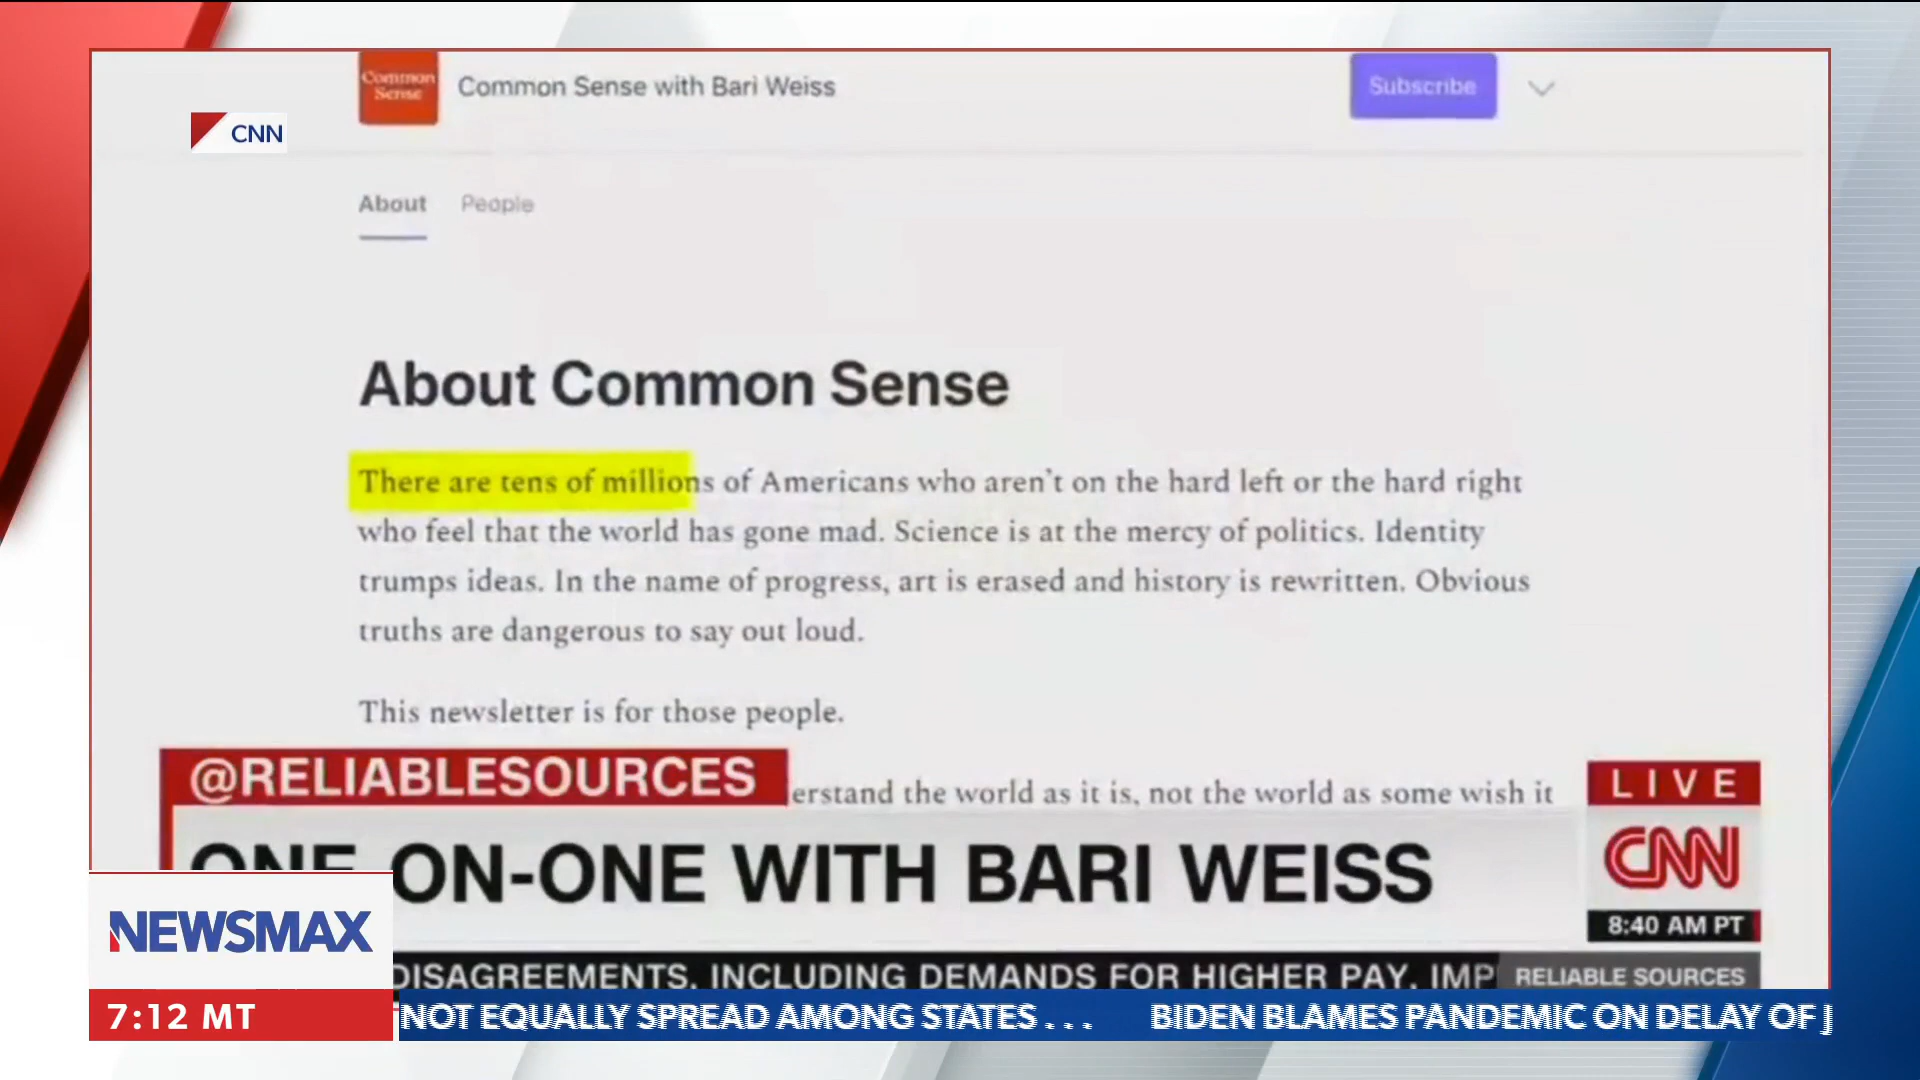 Common
Sense
Common Sense with Bari Weiss
Subscribe
CNN
About People
About Common Sense
There are tens of millions of Americans who aren't on the hard left or the hard right
who feel that the world has gone mad. Science is at the mercy of politics. Identity
trumps ideas. In the name of progress, art is erased and history is rewritten. Obvious
truths are dangerous to say out loud.
This newsletter is for those people.
@RELIABLESOURCES
erstand the world as it is, not the world as some wish it
LIVE
ONE ON-ONE WITH BARI WEISS
CNN
8:40 AM PT
NEWSMAX
DISAGREEMENTS, INCLUDING DEMANDS FOR HIGHER PAY, IMP
RELIABLE SOURCES
7:12 MT
NOT EQUALLY SPREAD AMONG STATES . . . BIDEN BLAMES PANDEMIC ON DELAY OF J